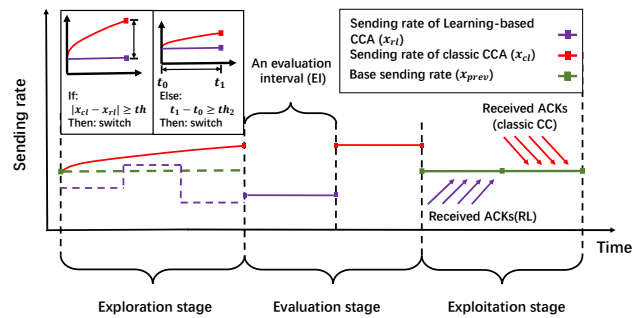 Sending rate of Learning-based
CCA (x_rl)
Sending rate of classic CCA (x_cl)
Base sending rate (x_prev)
t_0
t_1
If:
|x_cl − x_rl| ≥ th
Then: switch
Else:
t_1 − t_0 ≥ th_2
Then: switch
An evaluation
interval (EI)
Sending rate
Received ACKs
(classic CC)
Received ACKs(RL)
Time
Exploration stage
Evaluation stage
Exploitation stage